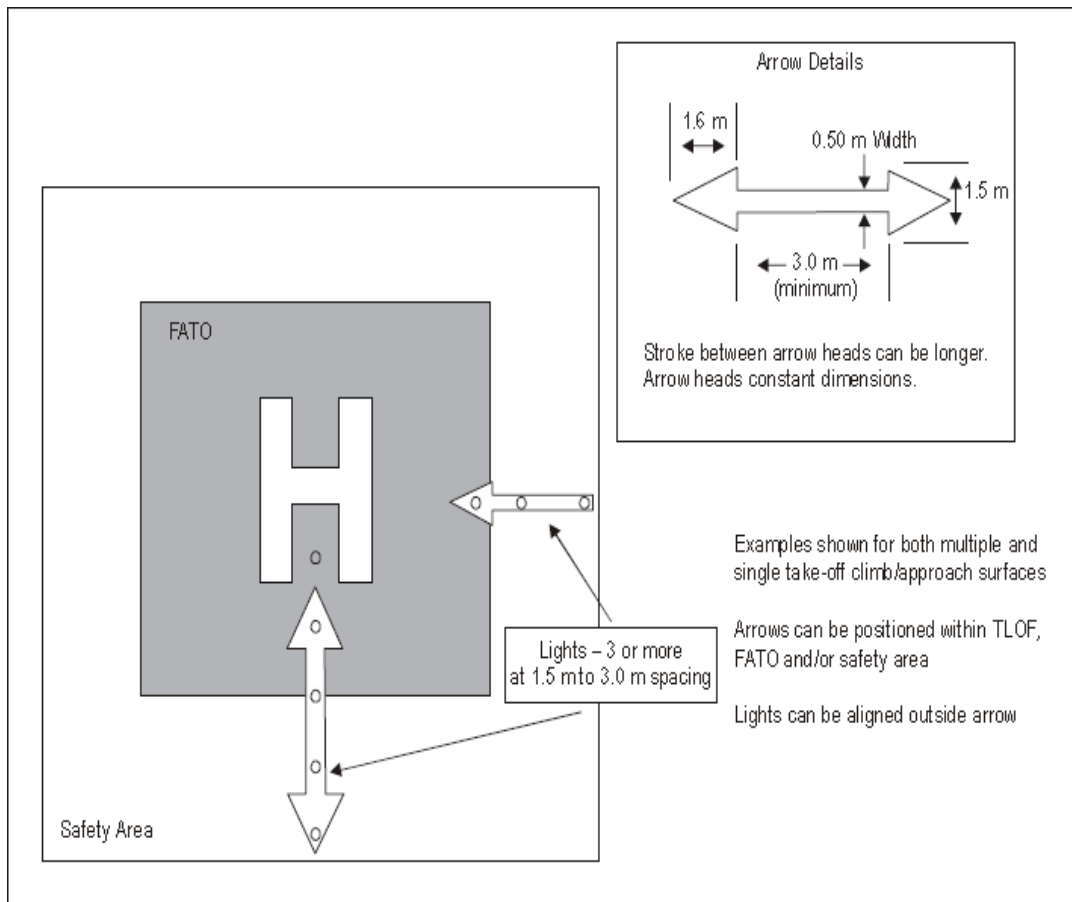 Arrow Details
1.6 m
0.50 m Width
1.5 m
3.0 m
(minimum)
Stroke between arrow heads can be longer.
Arrow heads constant dimensions.
FATO
H
Examples shown for both multiple and
single take-off climb/approach surfaces
Lights – 3 or more
at 1.5 mto 3.0 m spacing
Arrows can be positioned within TLOF,
FATO and/or safety area
Lights can be aligned outside arrow
Safety Area